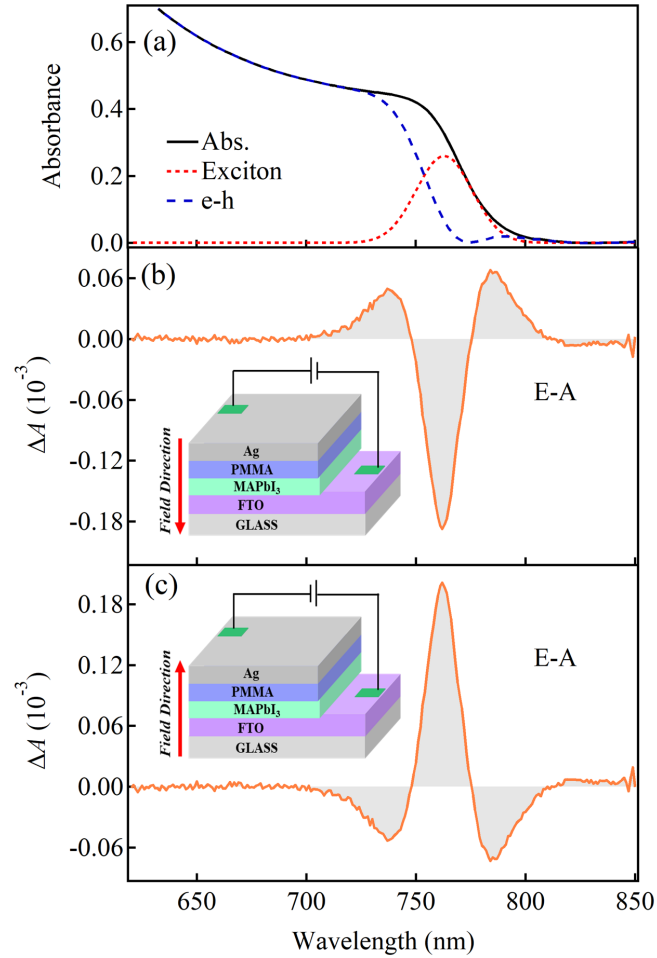 (a)
0.6
0.4
0.2
0.0
Absorbance
Abs.
Exciton
e-h
(b)
0.06
0.00
-0.06
-0.12
-0.18
ΔA (10⁻³)
E-A
Field Direction
Ag
PMMA
MAPbI₃
FTO
GLASS
(c)
0.18
0.12
0.06
0.00
-0.06
ΔA (10⁻³)
E-A
Field Direction
Ag
PMMA
MAPbI₃
FTO
GLASS
650 700 750 800 850
Wavelength (nm)